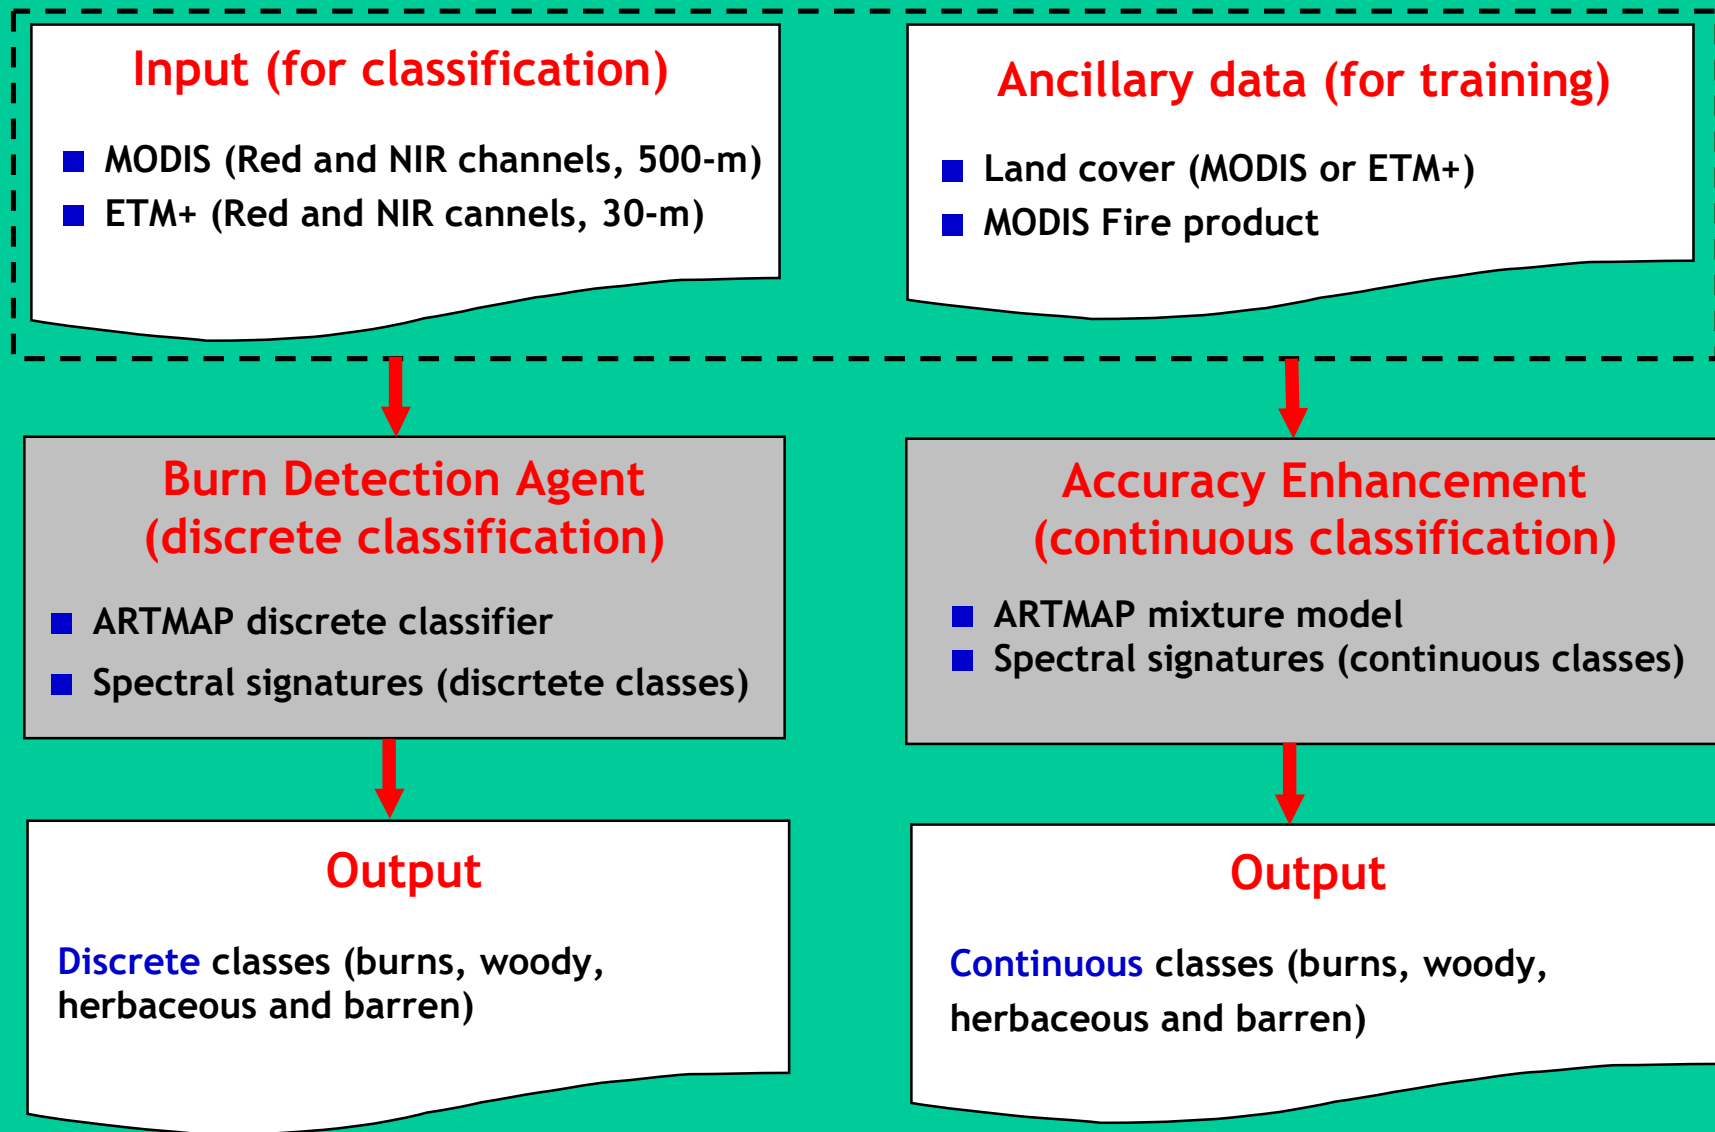 Input (for classification)
MODIS (Red and NIR channels, 500-m)
ETM+ (Red and NIR cannels, 30-m)
Ancillary data (for training)
Land cover (MODIS or ETM+)
MODIS Fire product
Burn Detection Agent
(discrete classification)
ARTMAP discrete classifier
Spectral signatures (discrtete classes)
Accuracy Enhancement
(continuous classification)
ARTMAP mixture model
Spectral signatures (continuous classes)
Output
Discrete classes (burns, woody,
herbaceous and barren)
Output
Continuous classes (burns, woody,
herbaceous and barren)